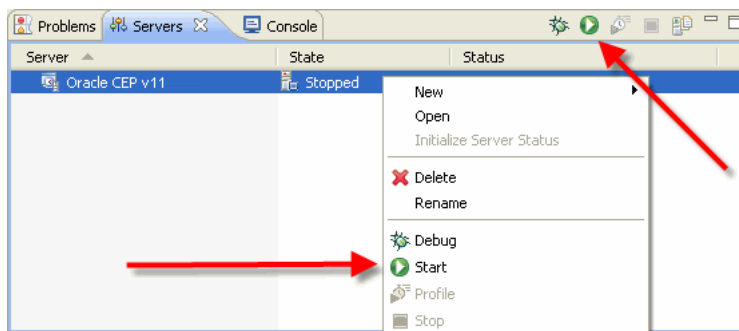 Problems Servers Console
Server State Status
Oracle CEP v11 Stopped
New
Open
Initialize Server Status
Delete
Rename
Debug
Start
Profile
Stop